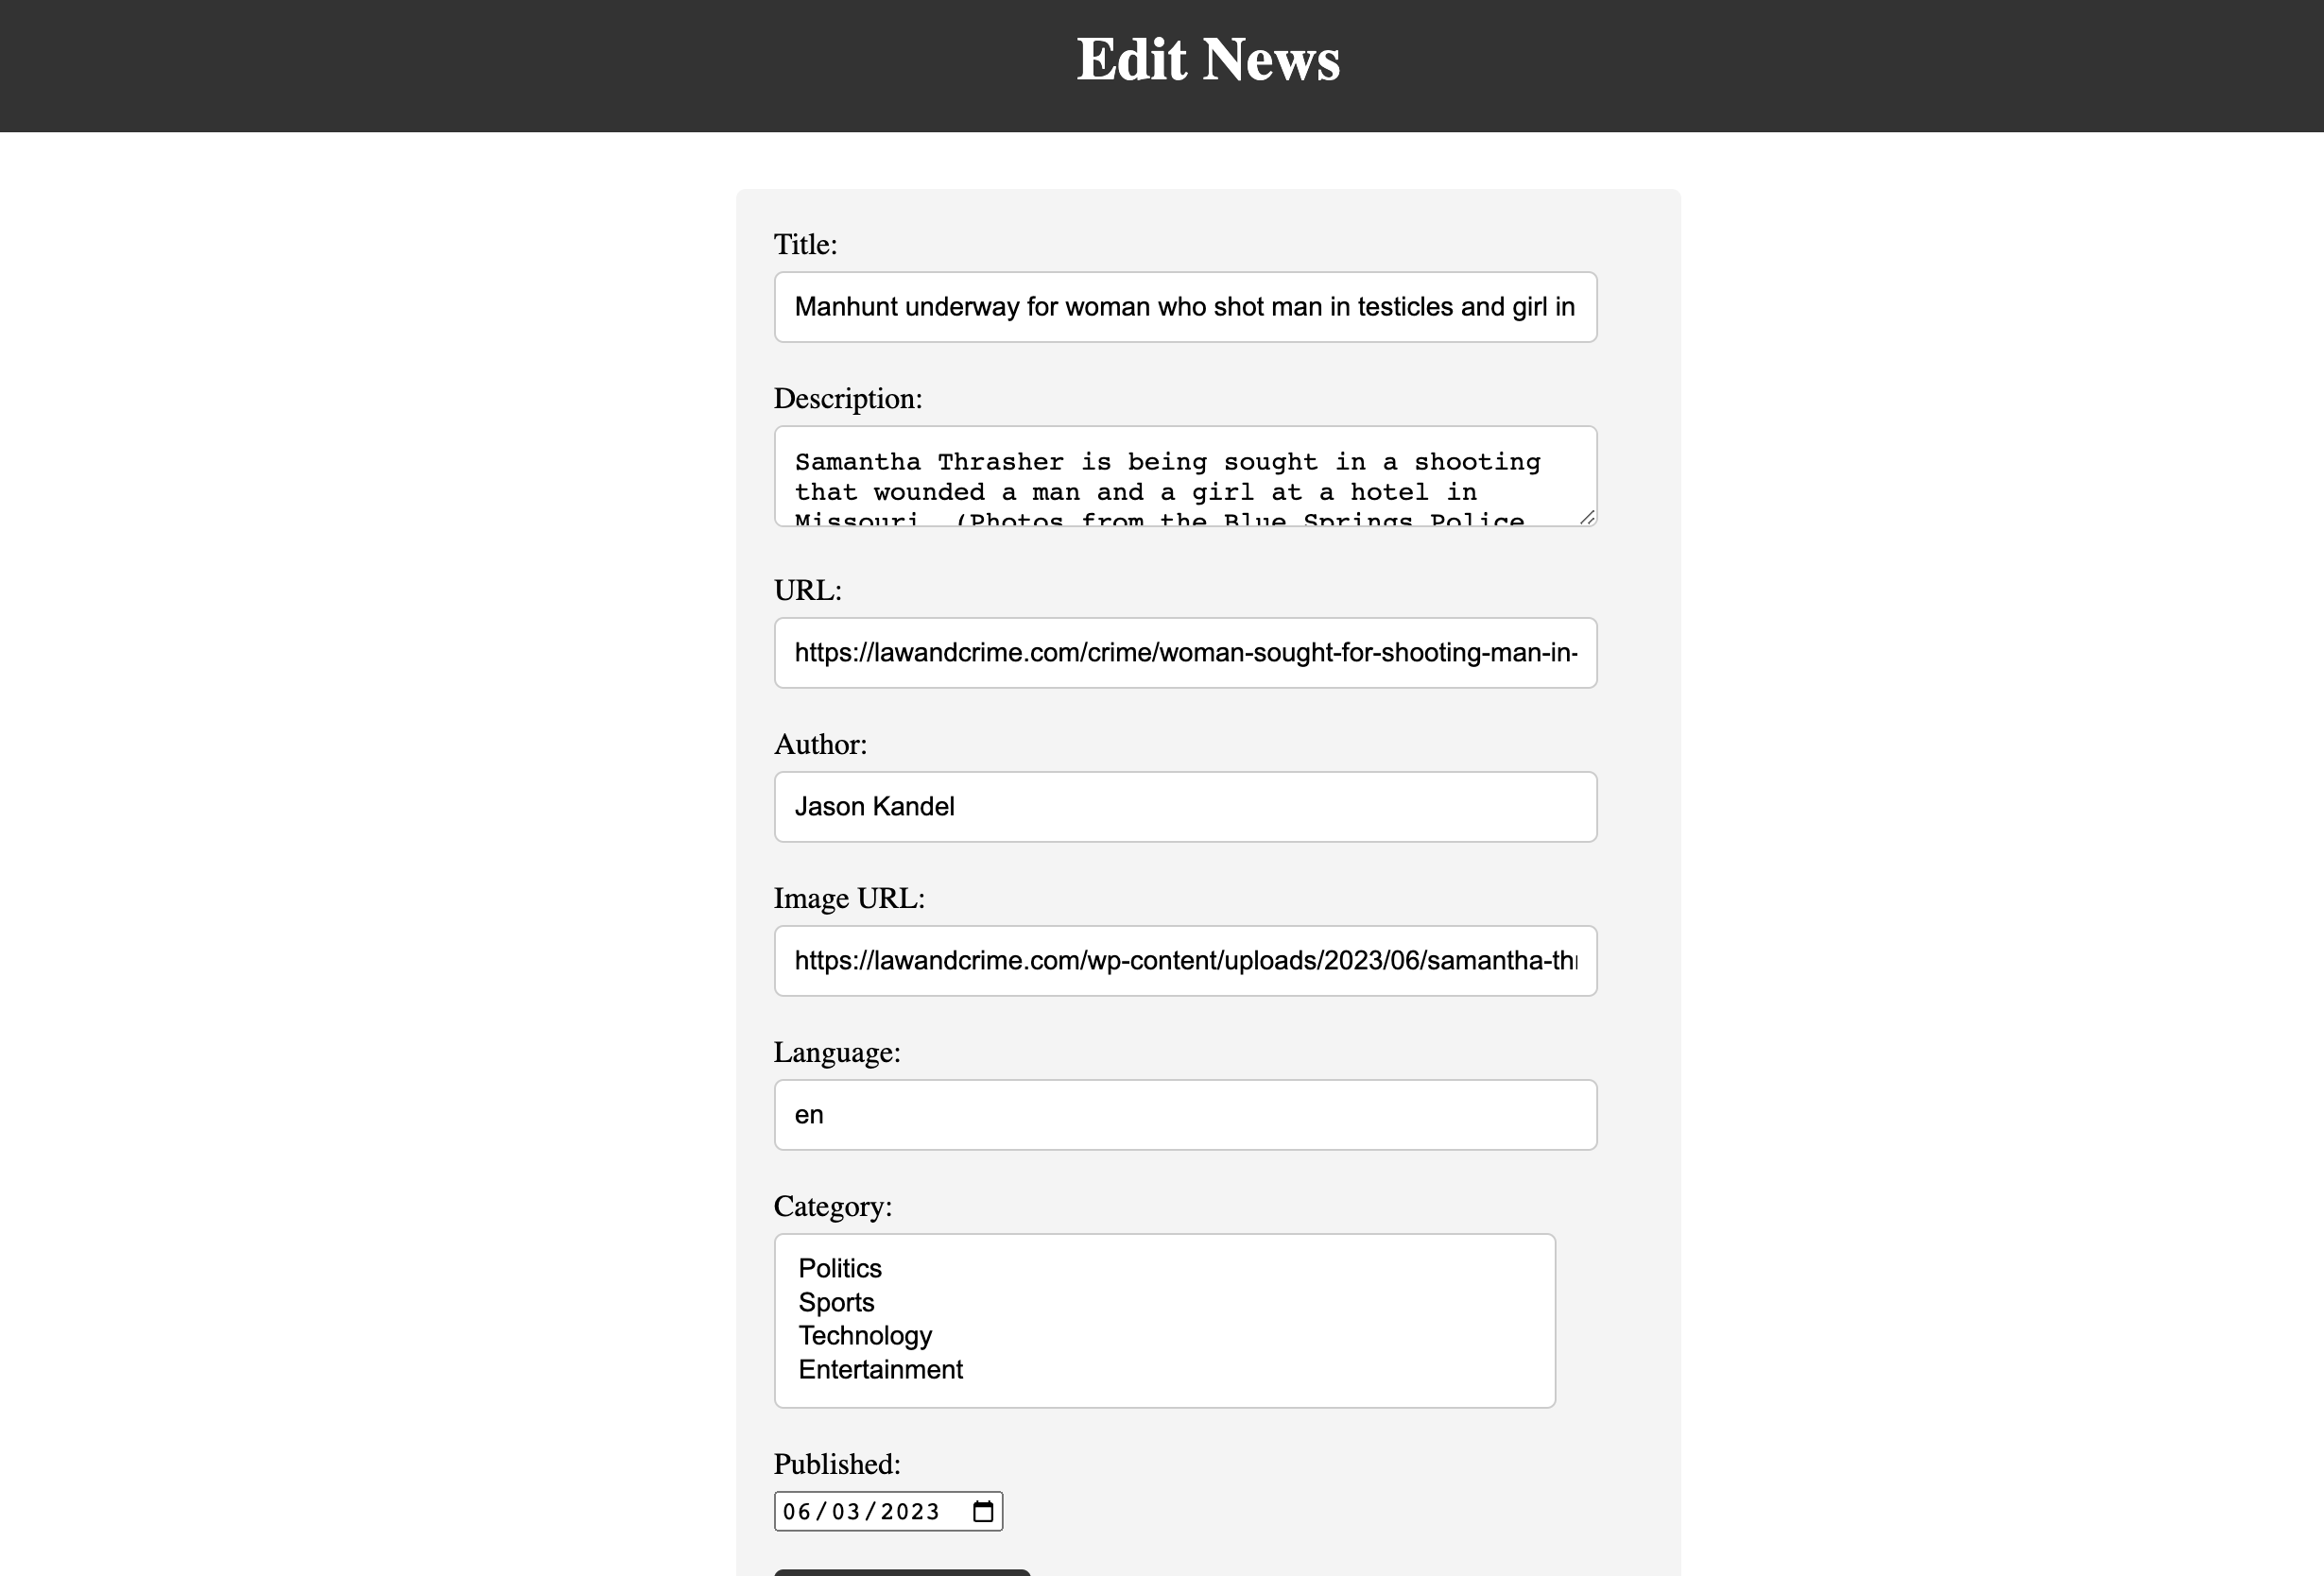 Edit News
Title:
Manhunt underway for woman who shot man in testicles and girl in
Description:
Samantha Thrasher is being sought in a shooting
that wounded a man and a girl at a hotel in
Missouri. (Photos from the Blue Springs Police
URL:
https://lawandcrime.com/crime/woman-sought-for-shooting-man-in-
Author:
Jason Kandel
Image URL:
https://lawandcrime.com/wp-content/uploads/2023/06/samantha-thr
Language:
en
Category:
Politics
Sports
Technology
Entertainment
Published:
06/03/2023